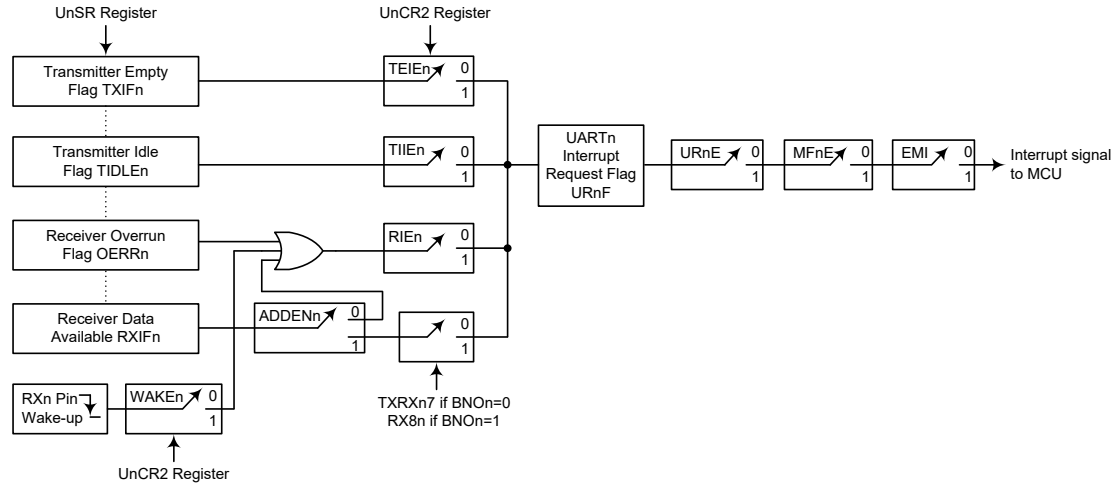 UnSR Register
UnCR2 Register
Transmitter Empty
Flag TXIFn
TEIEn
0
1
Transmitter Idle
Flag TIDLEn
TIIEn
0
1
UARTn
Interrupt
Request Flag
URnF
URnE
0
1
MFnE
0
1
EMI
0
1
Interrupt signal
to MCU
Receiver Overrun
Flag OERRn
RIEn
0
1
Receiver Data
Available RXIFn
ADDENn
0
1
0
1
RXn Pin
Wake-up
WAKEn
0
1
TXRXn7 if BNOn=0
RX8n if BNOn=1
UnCR2 Register